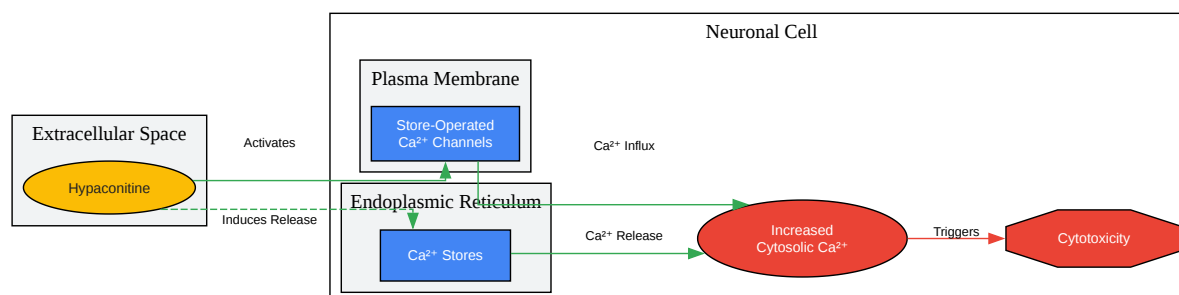 Neuronal Cell
Plasma Membrane
Extracellular Space
Store-Operated
Ca²⁺ Channels
Activates
Ca²⁺ Influx
Hypaconitine
Endoplasmic Reticulum
Induces Release
Ca²⁺ Stores
Ca²⁺ Release
Increased
Cytosolic Ca²⁺
Triggers
Cytotoxicity